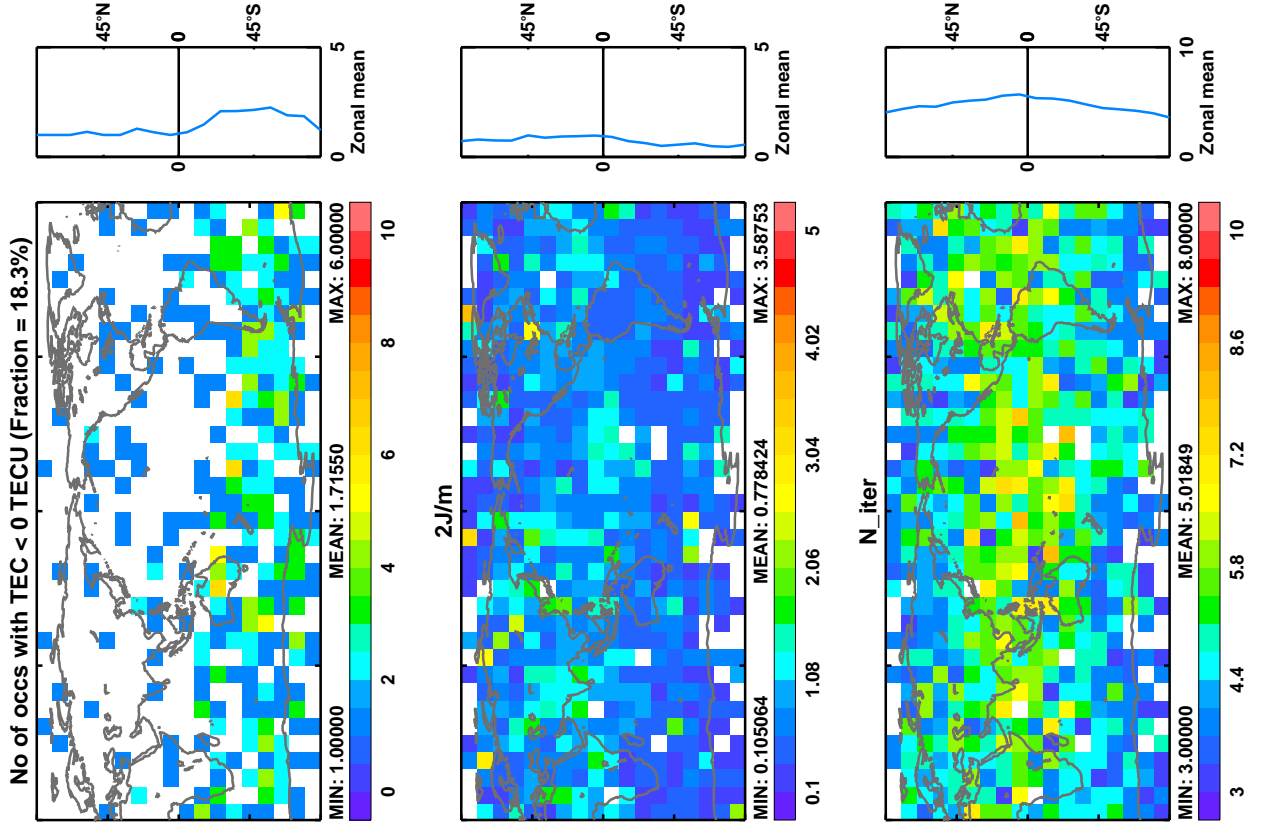 No of occs with TEC < 0 TECU (Fraction = 18.3%)
MIN: 1.00000 MEAN: 1.71550 MAX: 6.00000
0 2 4 6 8 10
45°N 0 45°S
0 0 5
Zonal mean
2J/m
MIN: 0.105064 MEAN: 0.778424 MAX: 3.58753
0.1 1.08 2.06 3.04 4.02 5
45°N 0 45°S
0 0 5
Zonal mean
N_iter
MIN: 3.00000 MEAN: 5.01849 MAX: 8.00000
3 4.4 5.8 7.2 8.6 10
45°N 0 45°S
0 0 10
Zonal mean